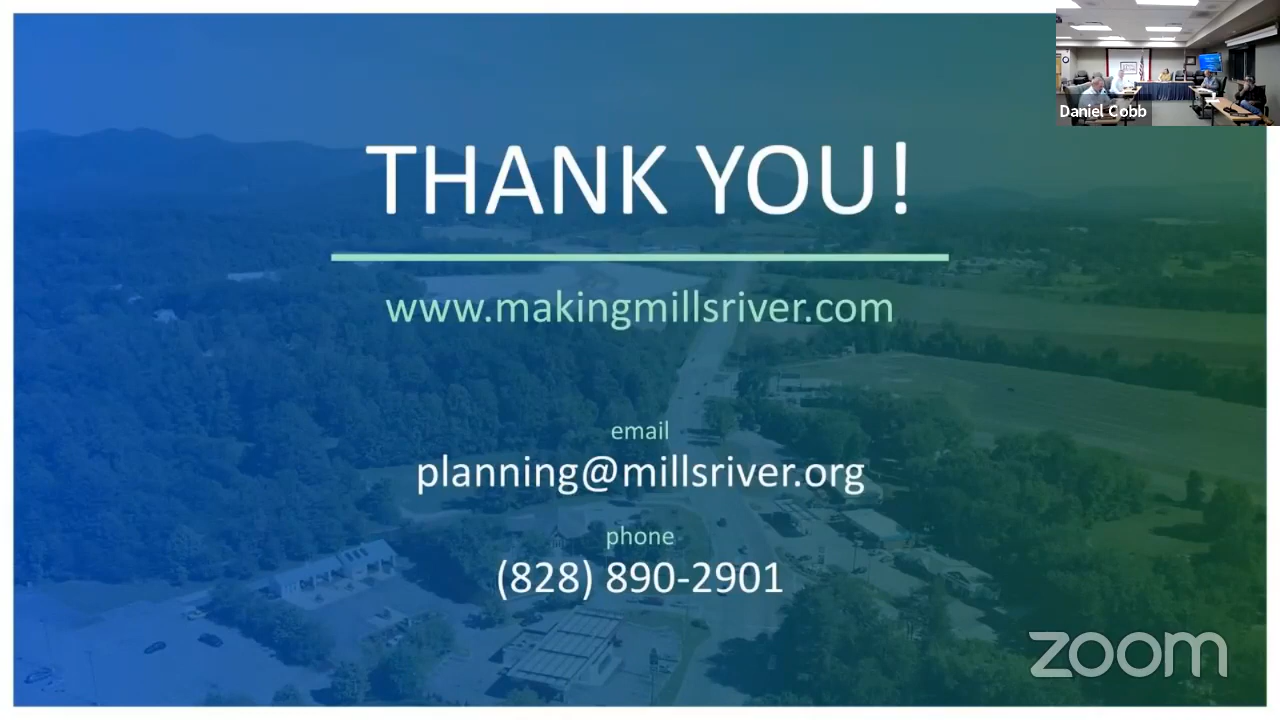 THANK YOU!
www.makingmillsriver.com
email
planning@millsriver.org
phone
(828) 890-2901
Daniel Cobb
zoom